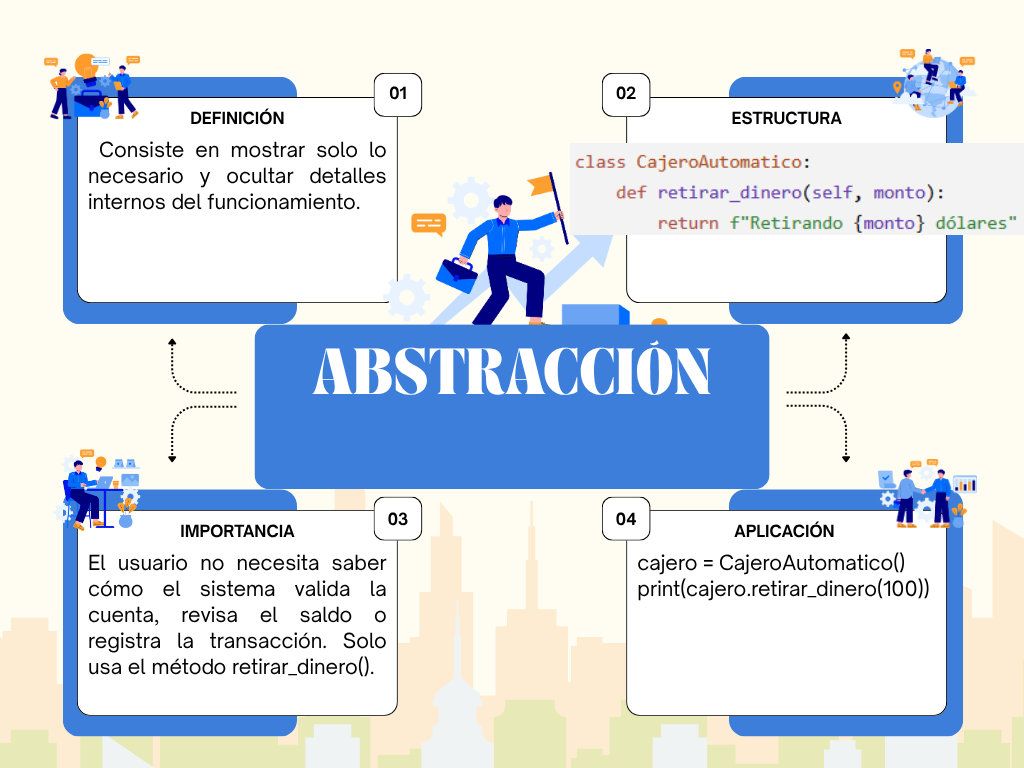 01
DEFINICIÓN
Consiste en mostrar solo lo
necesario y ocultar detalles
internos del funcionamiento.
02
ESTRUCTURA
class CajeroAutomatico:
    def retirar_dinero(self, monto):
        return f"Retirando {monto} dólares"
ABSTRACCIÓN
03
IMPORTANCIA
El usuario no necesita saber
cómo el sistema valida la
cuenta, revisa el saldo o
registra la transacción. Solo
usa el método retirar_dinero().
04
APLICACIÓN
cajero = CajeroAutomatico()
print(cajero.retirar_dinero(100))